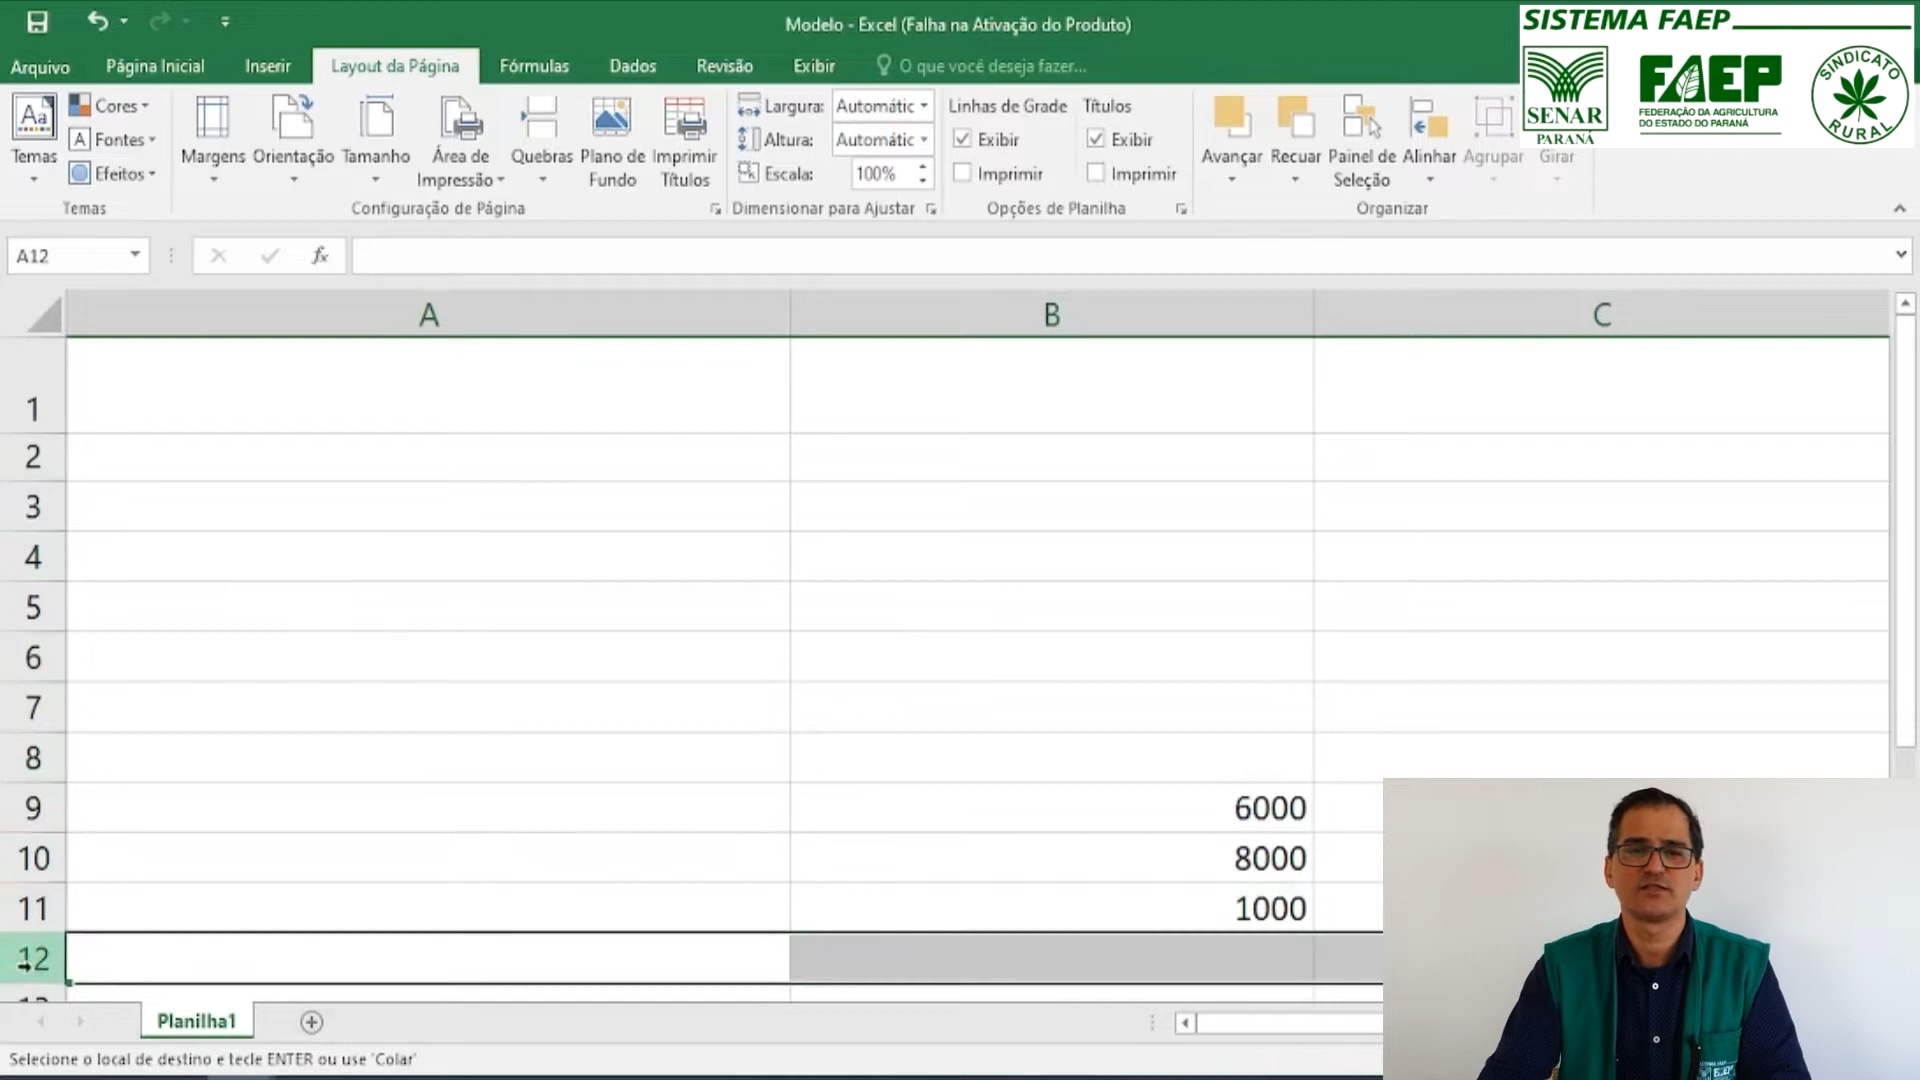 Modelo - Excel (Falha na Ativação do Produto)
SISTEMA FAEP
Arquivo Página Inicial Inserir Layout da Página Fórmulas Dados Revisão Exibir O que você deseja fazer...
SENAR
PARANÁ
FAEP
FEDERAÇÃO DA AGRICULTURA
DO ESTADO DO PARANÁ
SINDICATO
RURAL
Aa
Temas
A
Cores
Fontes
Efeitos
Temas
Margens
Orientação
Tamanho
Área de
Impressão
Quebras
Plano de
Fundo
Imprimir
Títulos
Configuração de Página
Largura: Automátic
Altura: Automátic
Escala: 100%
Dimensionar para Ajustar
Linhas de Grade
Exibir
Imprimir
Títulos
Exibir
Imprimir
Opções de Planilha
Avançar
Recuar
Painel de
Seleção
Alinhar
Agrupar
Girar
Organizar
A12 fx
A B C
1
2
3
4
5
6
7
8
9 6000
10 8000
11 1000
12
Planilha1
Selecione o local de destino e tecle ENTER ou use 'Colar'
SISTEMA FAEP